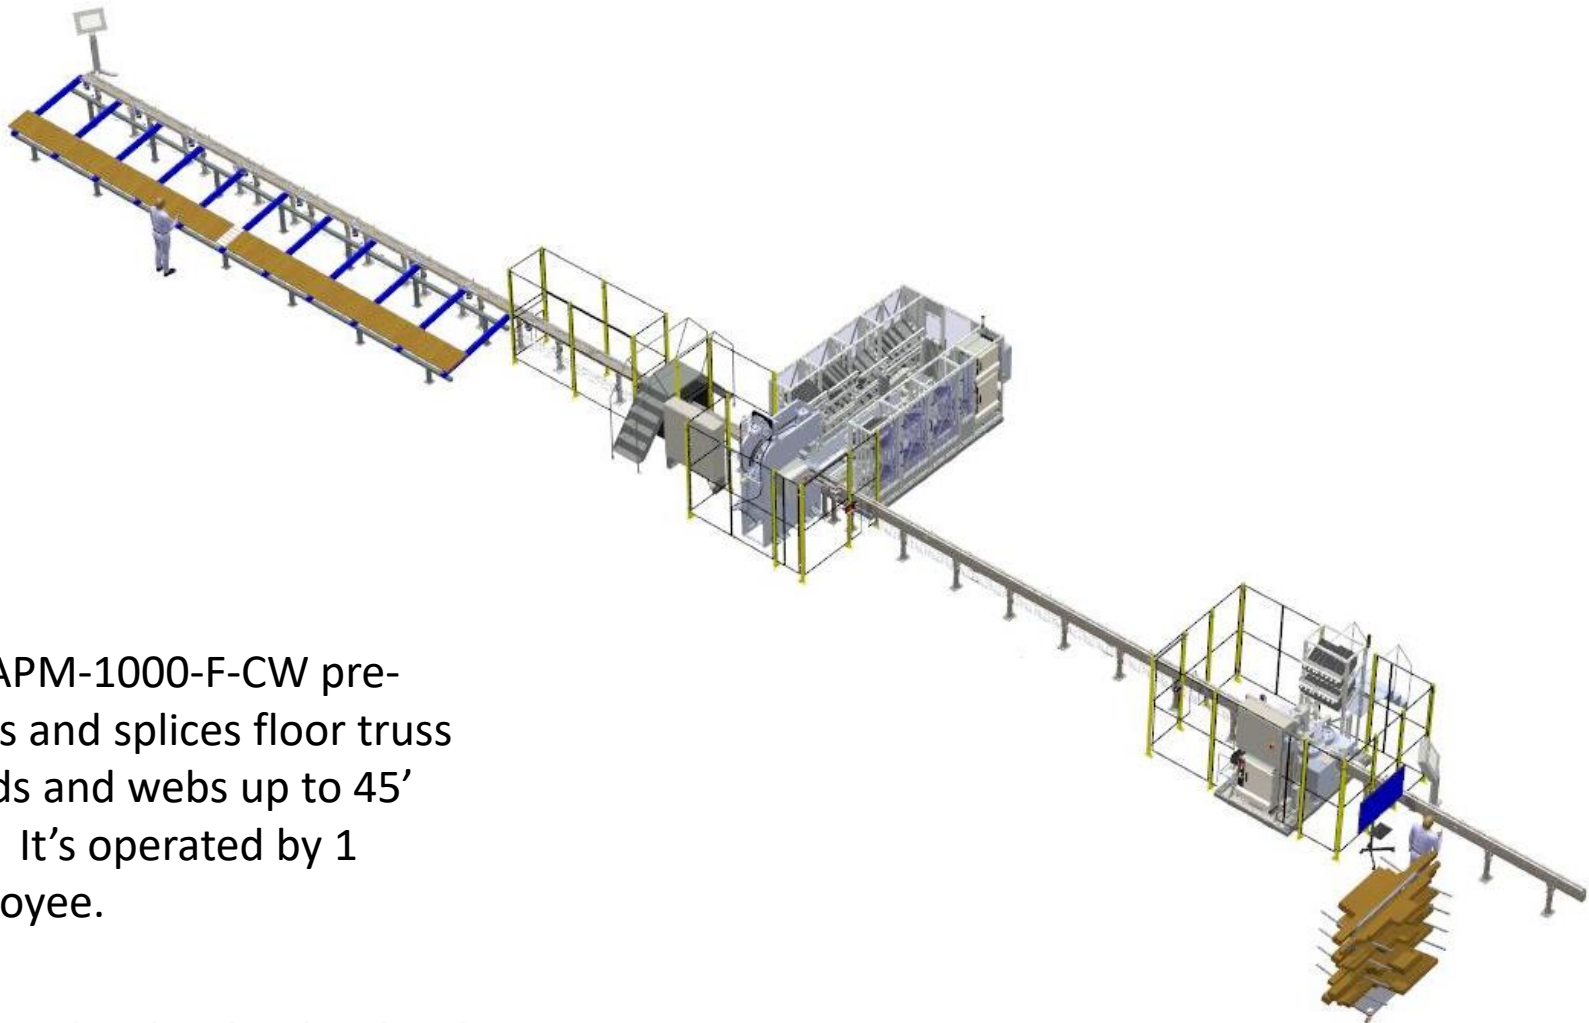 APM-1000-F-CW pre-
s and splices floor truss
ds and webs up to 45’
It’s operated by 1
oyee.